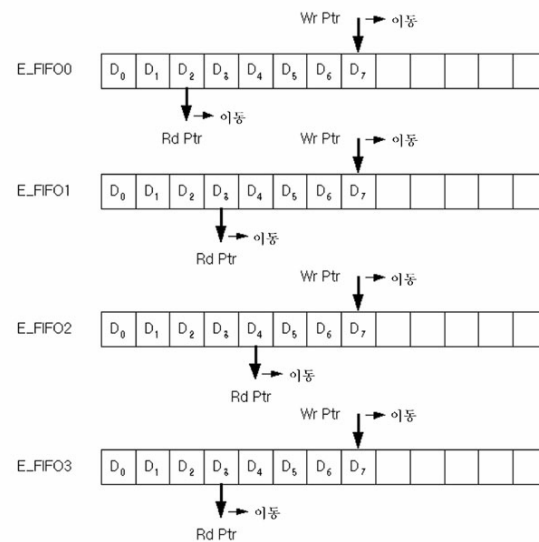 Wr Ptr 이동
E_FIFO0 D₀ D₁ D₂ D₃ D₄ D₅ D₆ D₇
이동
Rd Ptr
Wr Ptr 이동
E_FIFO1 D₀ D₁ D₂ D₃ D₄ D₅ D₆ D₇
이동
Rd Ptr
Wr Ptr 이동
E_FIFO2 D₀ D₁ D₂ D₃ D₄ D₅ D₆ D₇
이동
Rd Ptr
Wr Ptr 이동
E_FIFO3 D₀ D₁ D₂ D₃ D₄ D₅ D₆ D₇
이동
Rd Ptr